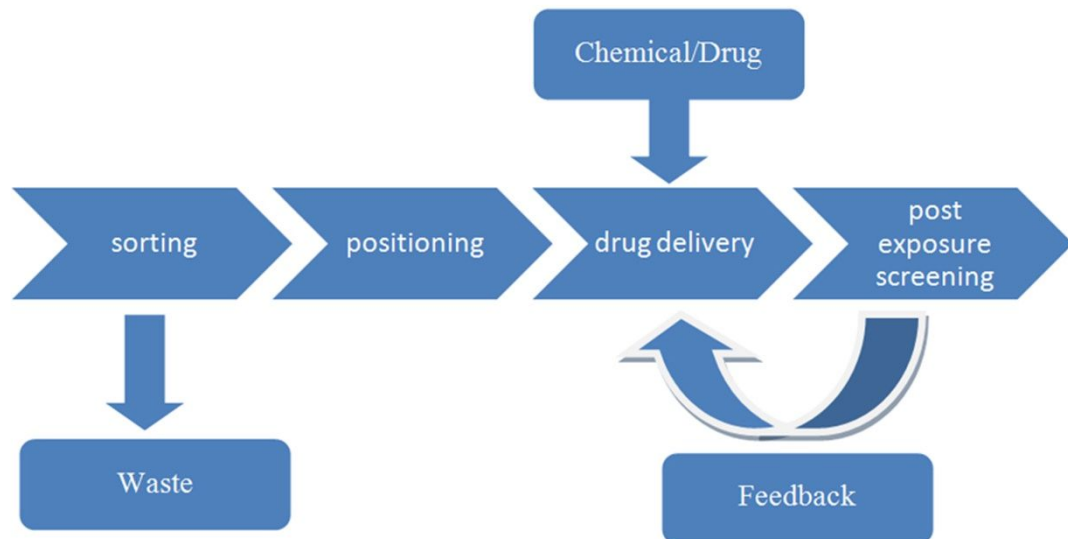 Chemical/Drug
sorting
positioning
drug delivery
post
exposure
screening
Waste
Feedback